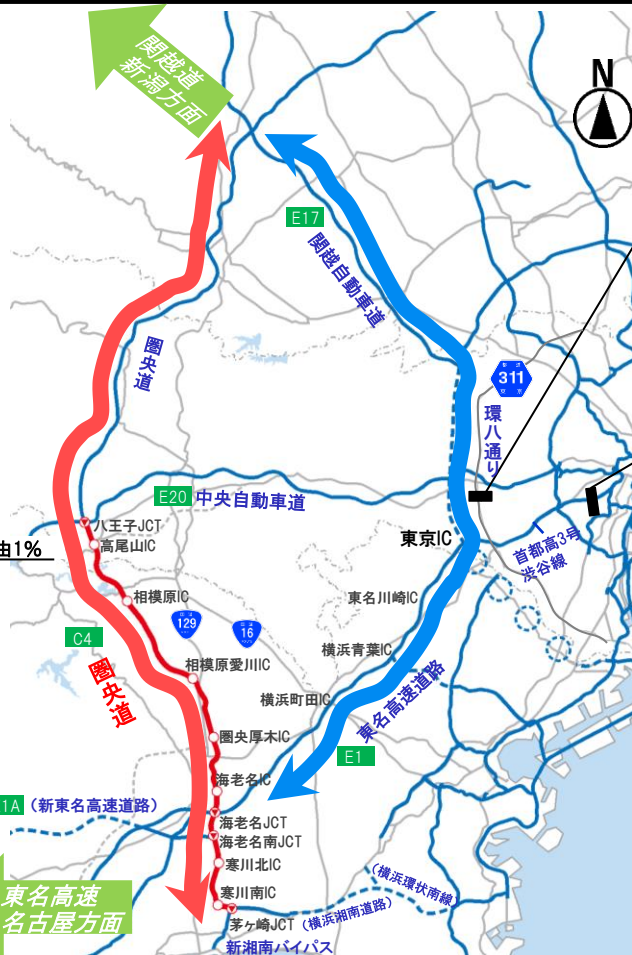 関越道
新潟方面
N
E17
関越自動車道
圏央道
311
環八通り
E20 中央自動車道
八王子JCT
由1%
高尾山IC
東京IC
首都高3号
渋谷線
相模原IC
東名川崎IC
129
16
C4
圏央道
横浜青葉IC
相模原愛川IC
横浜町田IC
東名高速道路
圏央厚木IC
E1
海老名IC
1A (新東名高速道路)
海老名JCT
海老名南JCT
寒川北IC
(横浜環状南線)
東名高速
名古屋方面
寒川南IC
茅ヶ崎JCT (横浜湘南道路)
新湘南バイパス